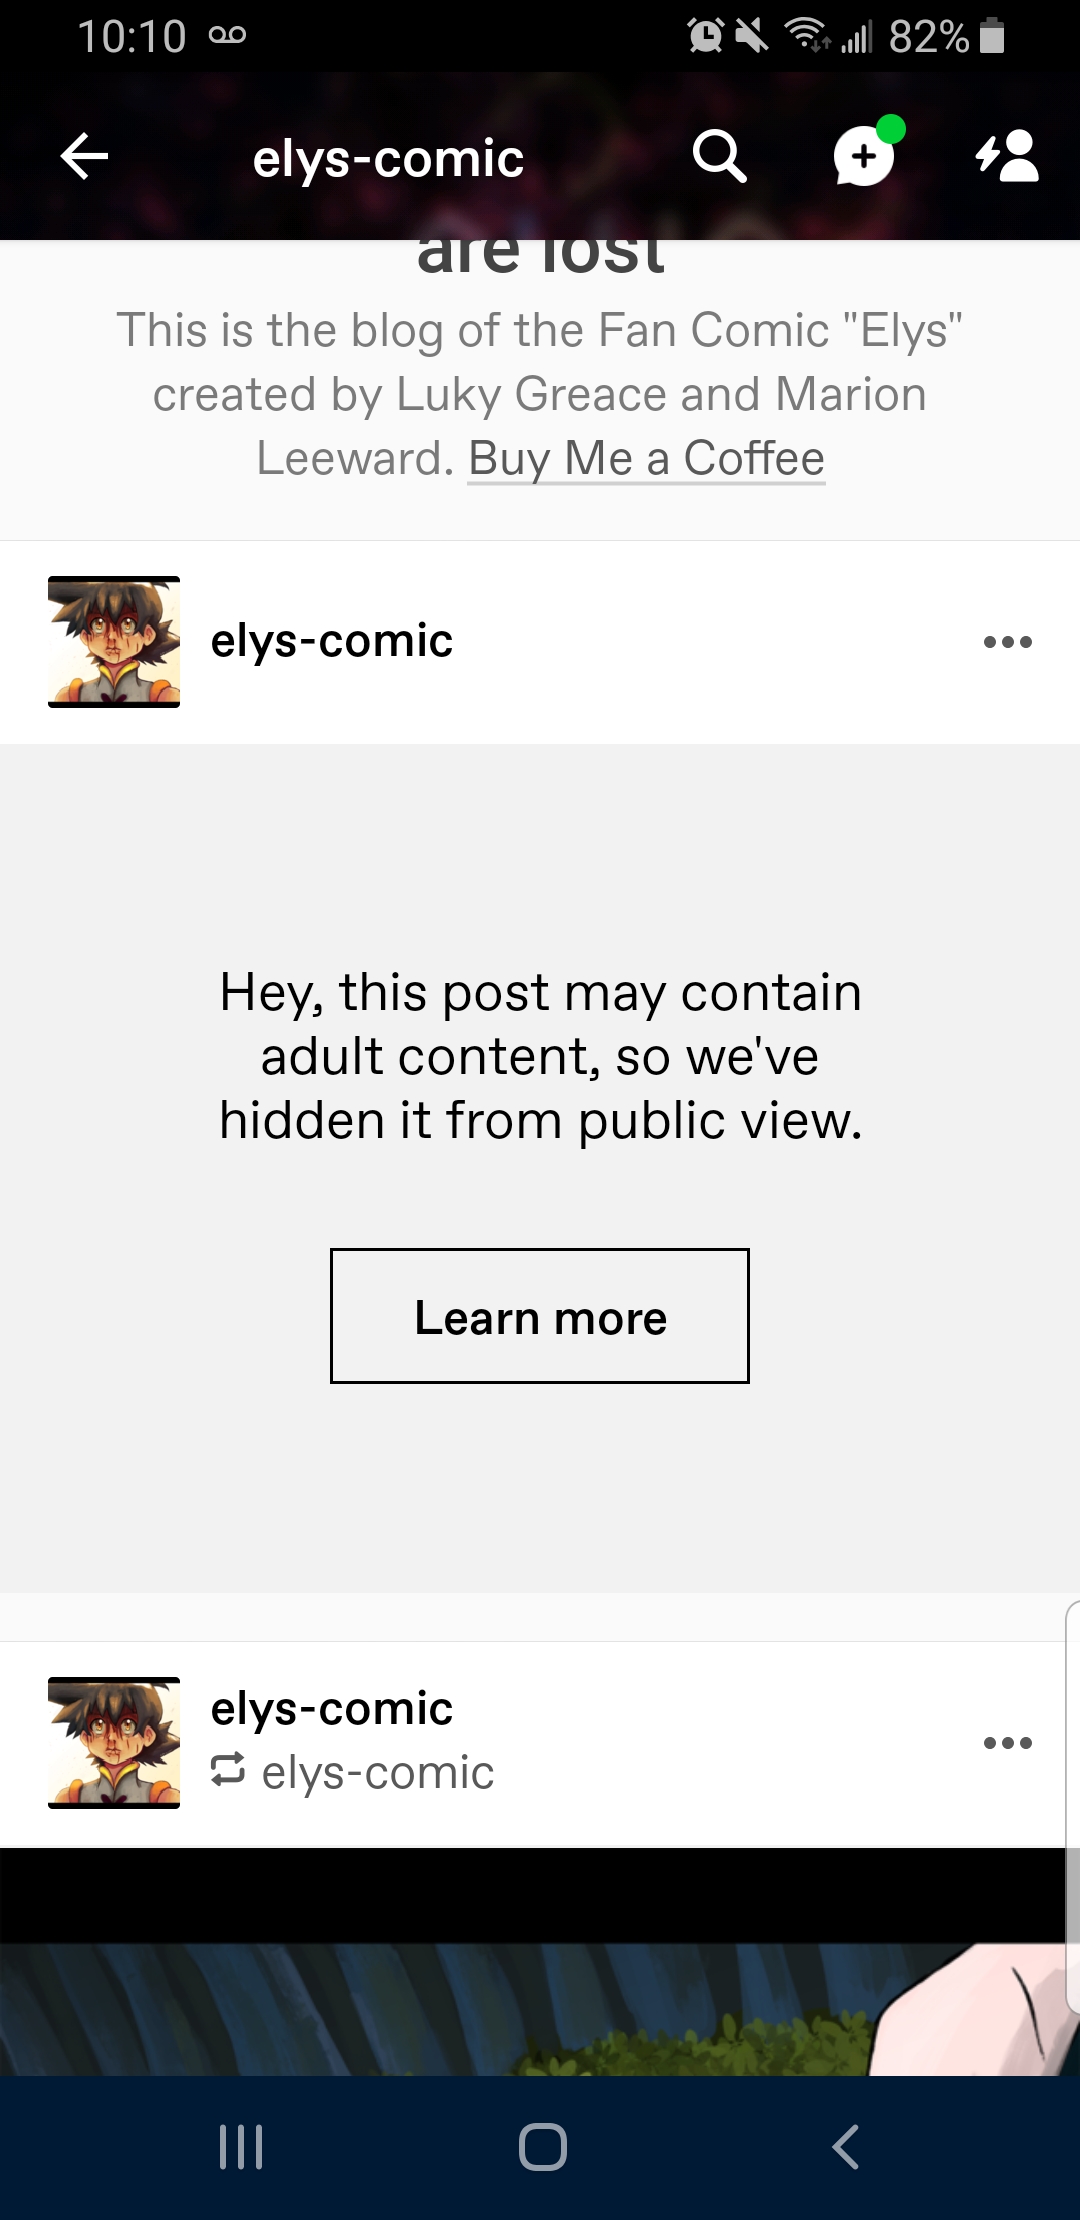 10:10
82%
elys-comic
are lost
This is the blog of the Fan Comic "Elys"
created by Luky Greace and Marion
Leeward. Buy Me a Coffee
elys-comic
Hey, this post may contain
adult content, so we've
hidden it from public view.
Learn more
elys-comic
elys-comic